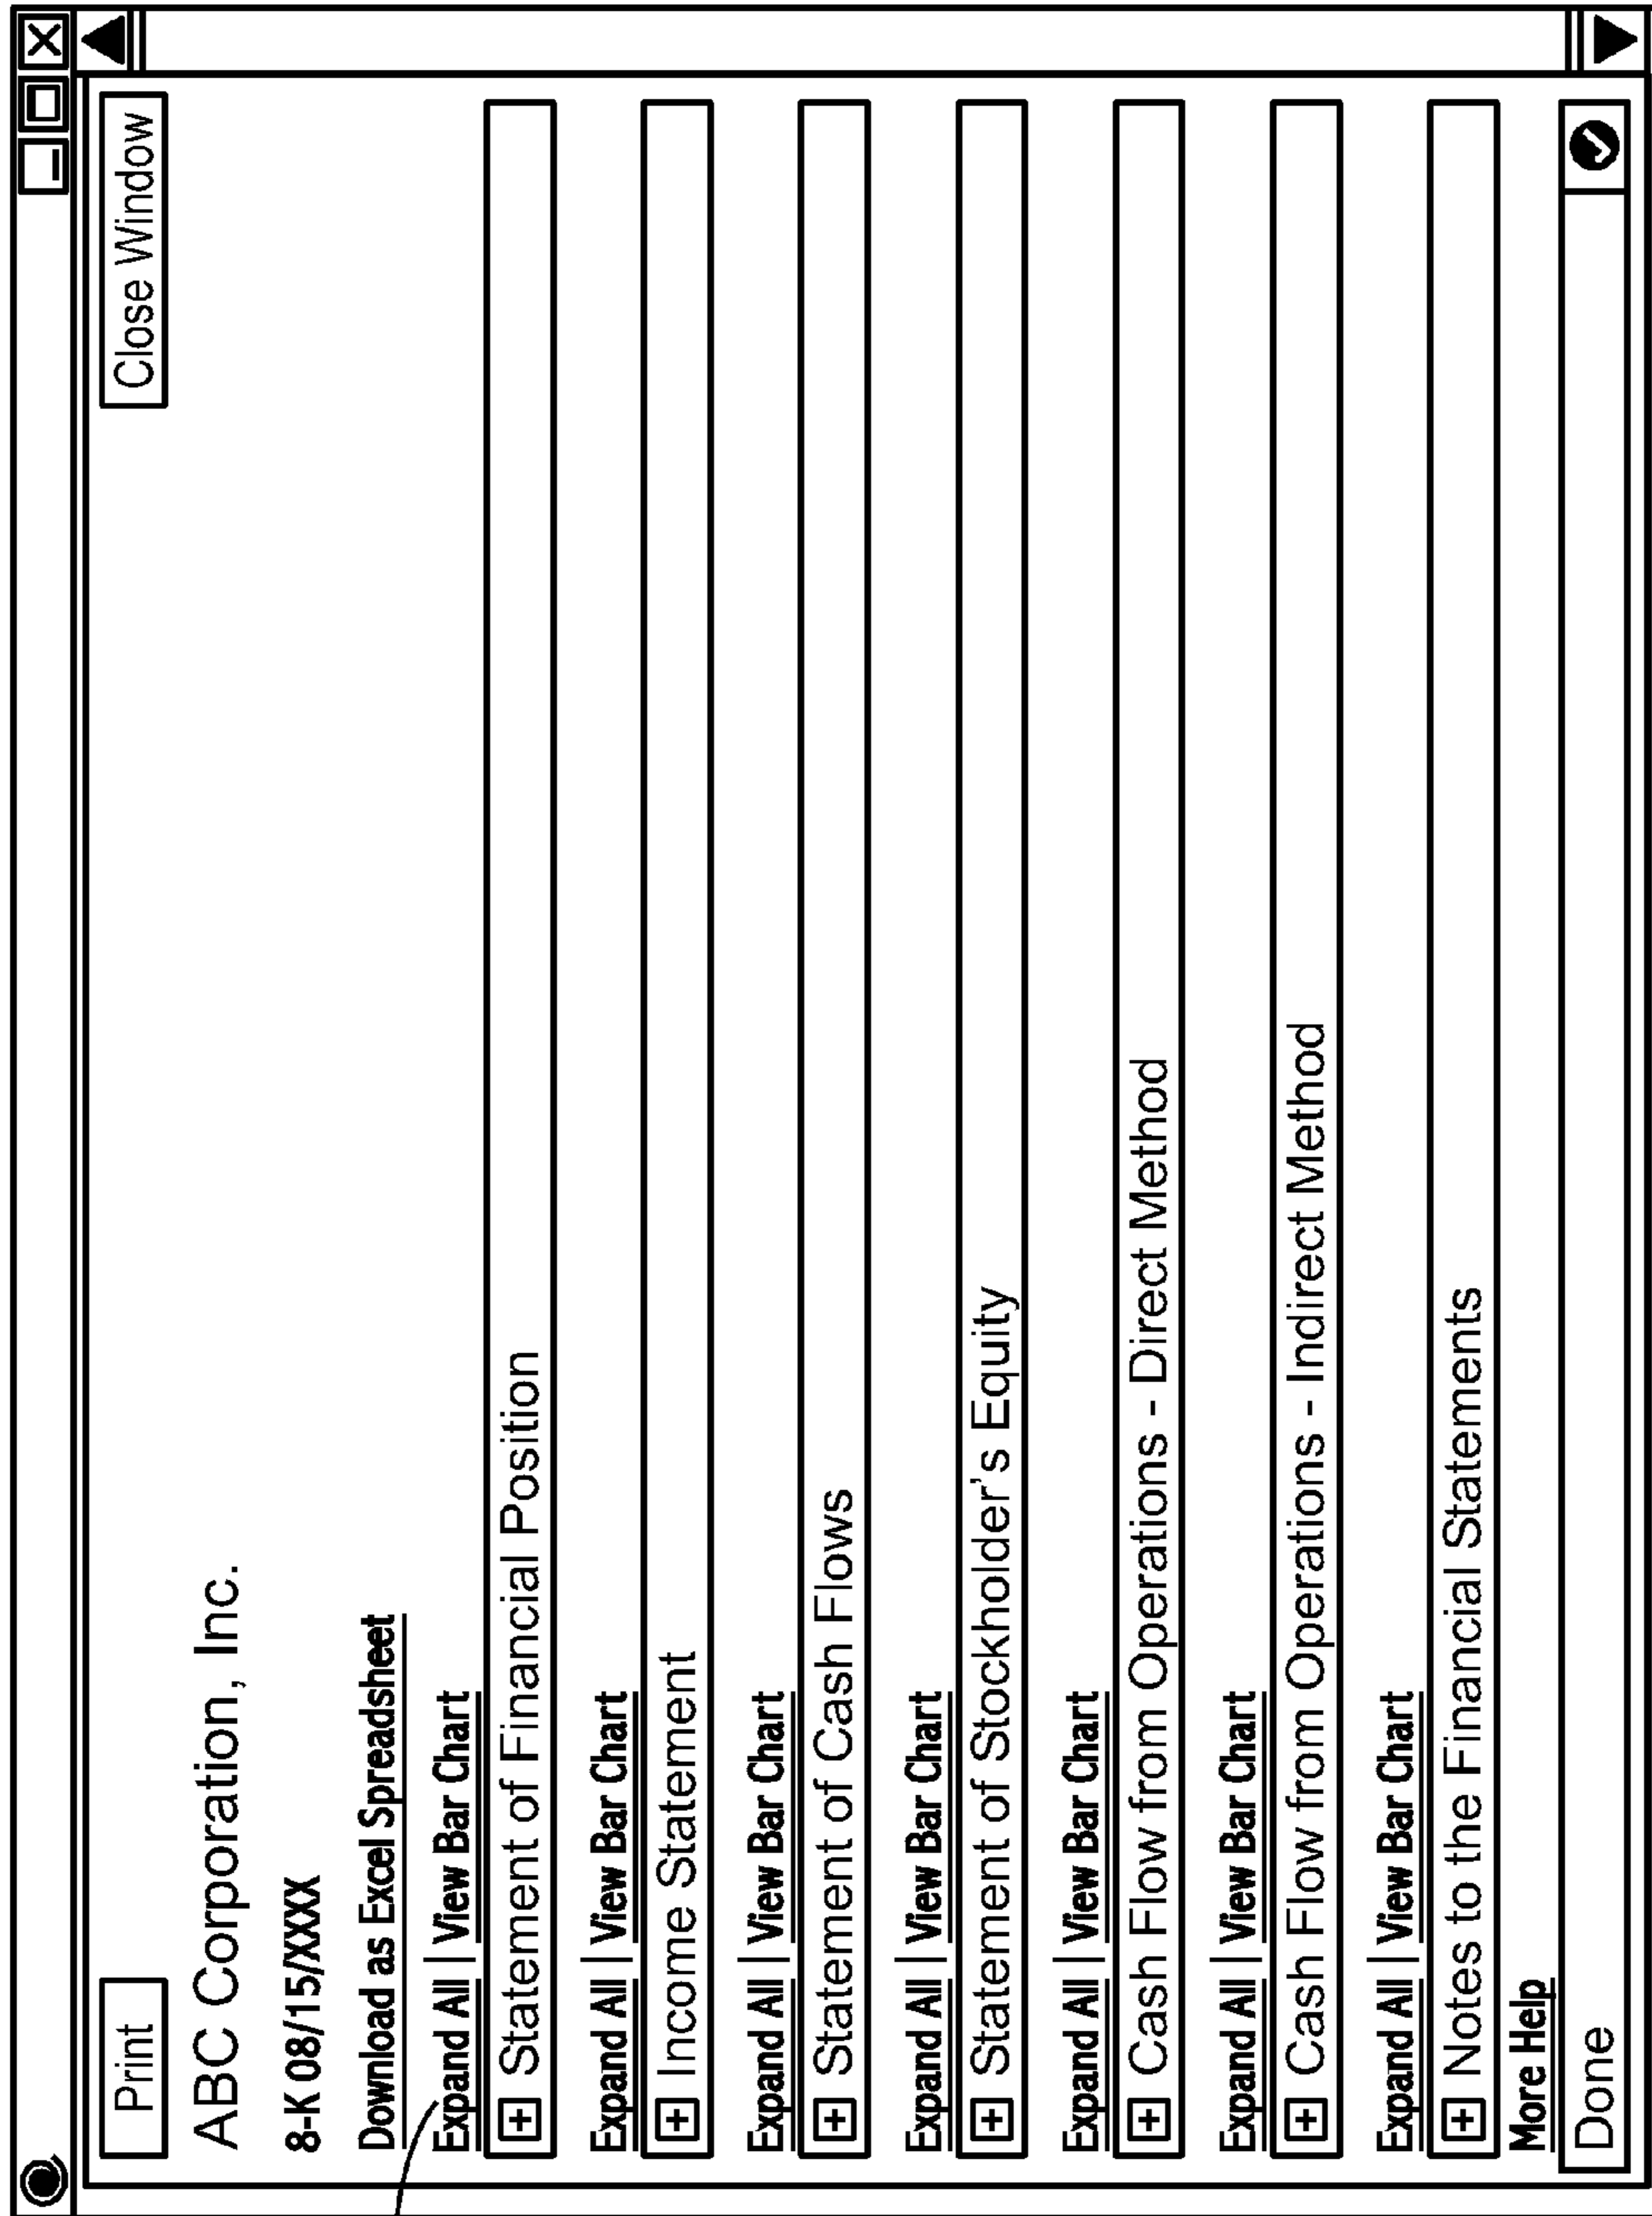 Print Close Window
ABC Corporation, Inc.
8-K 08/15/XXXX
Download as Excel Spreadsheet
Expand All | View Bar Chart
+ Statement of Financial Position
Expand All | View Bar Chart
+ Income Statement
Expand All | View Bar Chart
+ Statement of Cash Flows
Expand All | View Bar Chart
+ Statement of Stockholder's Equity
Expand All | View Bar Chart
+ Cash Flow from Operations - Direct Method
Expand All | View Bar Chart
+ Cash Flow from Operations - Indirect Method
Expand All | View Bar Chart
+ Notes to the Financial Statements
More Help
Done